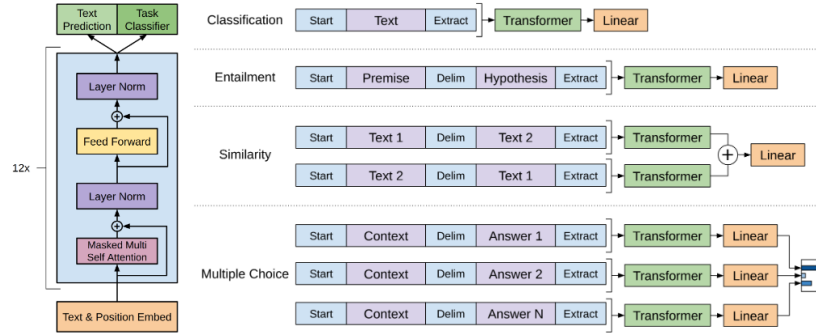 Text Prediction
Task Classifier
12x
Layer Norm
+
Feed Forward
Layer Norm
+
Masked Multi
Self Attention
Text & Position Embed
Classification
Start Text Extract Transformer Linear
Entailment
Start Premise Delim Hypothesis Extract Transformer Linear
Similarity
Start Text 1 Delim Text 2 Extract Transformer
+ Linear
Start Text 2 Delim Text 1 Extract Transformer
Multiple Choice
Start Context Delim Answer 1 Extract Transformer Linear
Start Context Delim Answer 2 Extract Transformer Linear
Start Context Delim Answer N Extract Transformer Linear